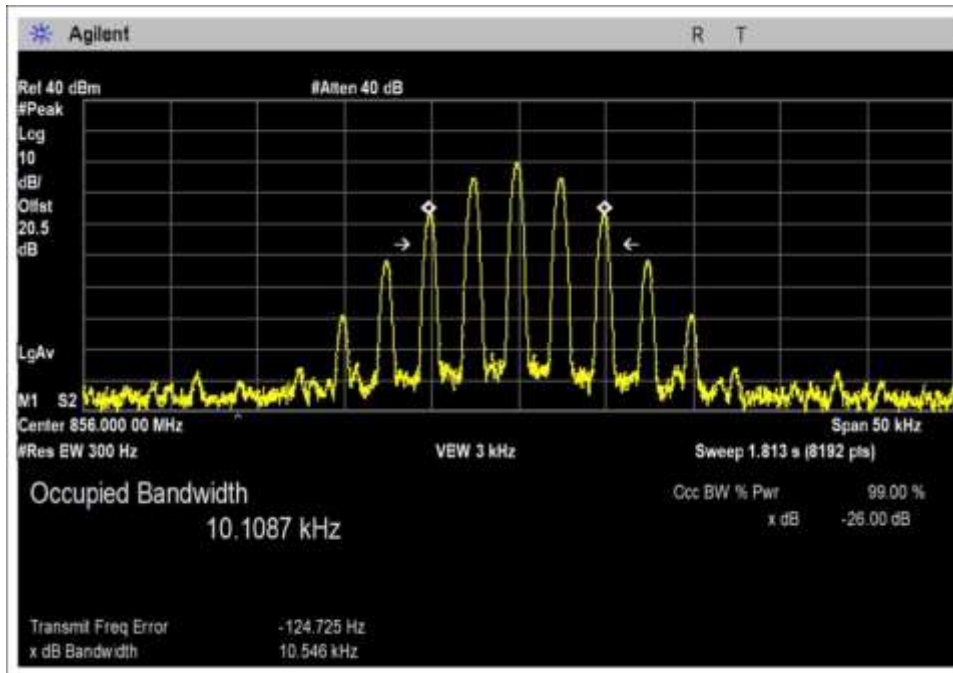 Agilent R T
Ref 40 dBm #Atten 40 dB
#Peak
Log
10
dB/
Offst
20.5
dB
LgAv
M1 S2
Center 856.000 00 MHz Span 50 kHz
#Res BW 300 Hz VBW 3 kHz Sweep 1.813 s (8192 pts)
Occupied Bandwidth
10.1087 kHz
Occ BW % Pwr 99.00 %
x dB -26.00 dB
Transmit Freq Error -124.725 Hz
x dB Bandwidth 10.546 kHz